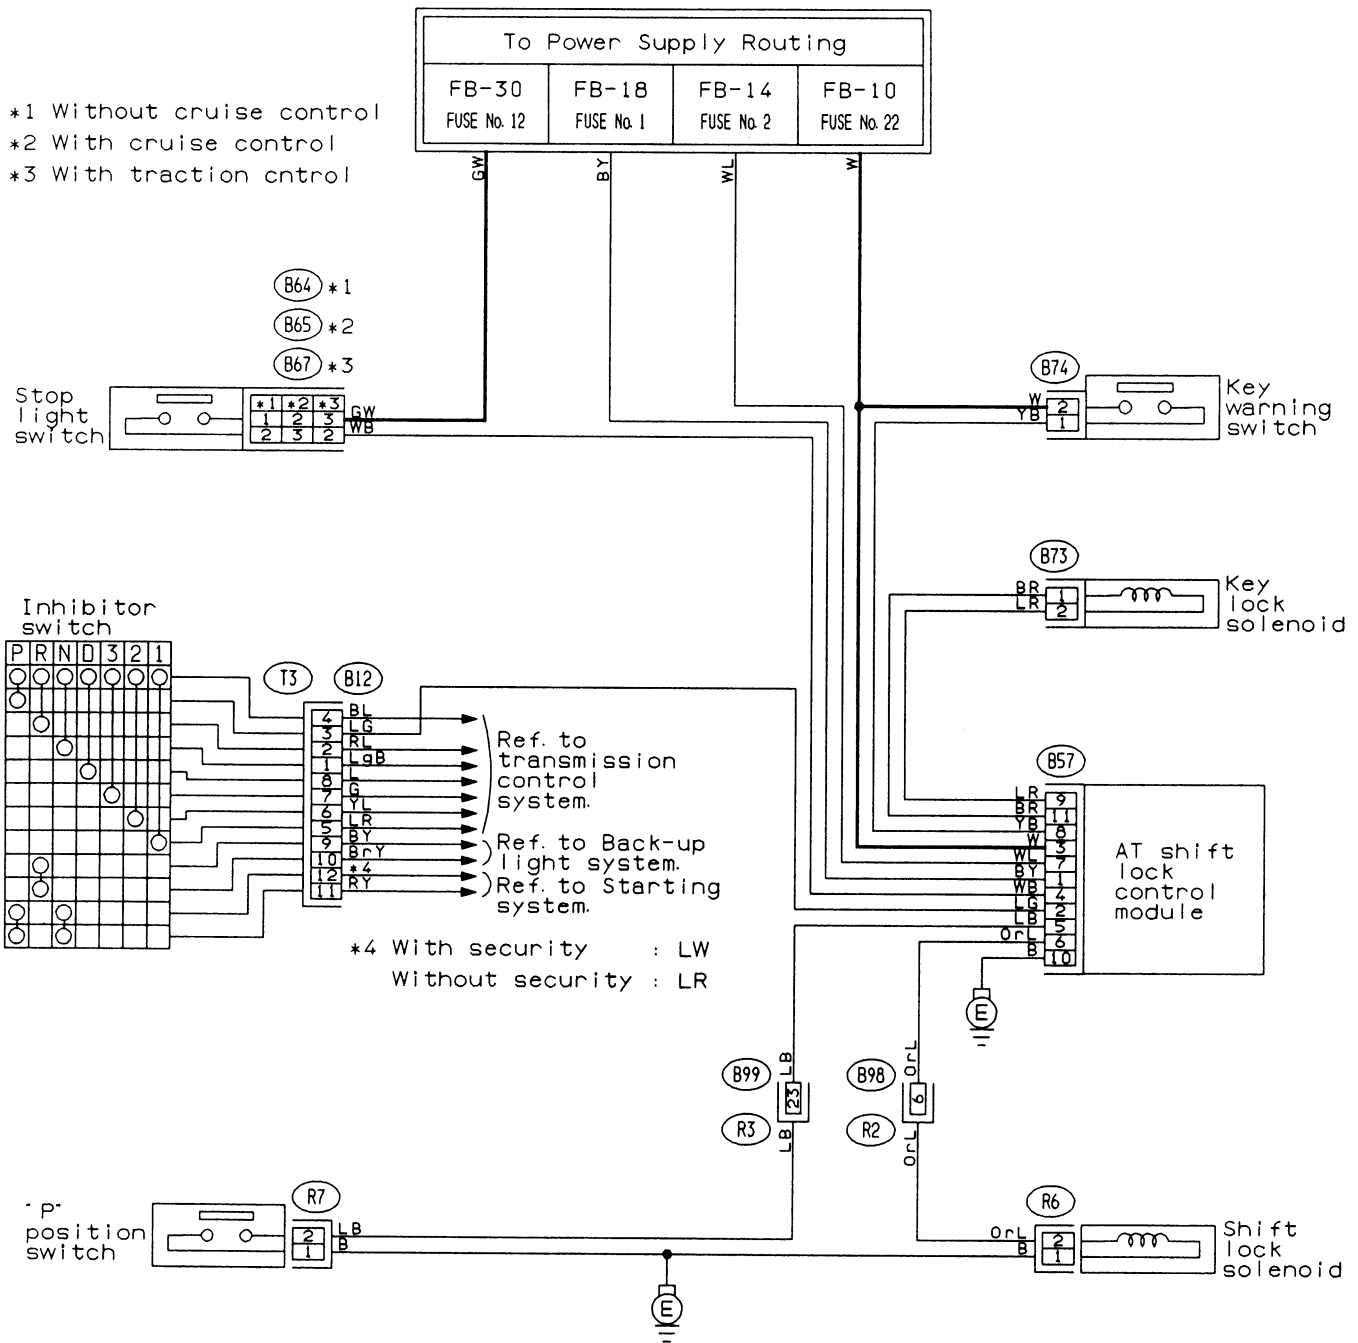 To Power Supply Routing
FB-30 FB-18 FB-14 FB-10
FUSE No. 12 FUSE No. 1 FUSE No. 2 FUSE No. 22
*1 Without cruise control
*2 With cruise control
*3 With traction cntrol
GW BY WL W
B64 *1
B65 *2
B67 *3
Stop
light
switch
*1 *2 *3
1 2 3
2 3 2
GW
WB
B74
W
YB
2
1
Key
warning
switch
B73
BR
LR
1
2
Key
lock
solenoid
Inhibitor
switch
P R N D 3 2 1
T3 B12
4 BL
3 LG
2 RL
1 LgB
8 L
7 G
6 YL
5 LR
9 BY
10 BrY
12 *4
11 RY
Ref. to
transmission
control
system.
Ref. to Back-up
light system.
Ref. to Starting
system.
*4 With security : LW
Without security : LR
B57
LR 9
BR 11
YB 8
W 3
WL 7
BY 1
WB 4
LG 2
LB 5
OrL 6
B 10
AT shift
lock
control
module
E
B99 LB
23
R3 LB
B98 OrL
6
R2 OrL
"P"
position
switch
R7
2 LB
1 B
E
R6
OrL 2
B 1
Shift
lock
solenoid